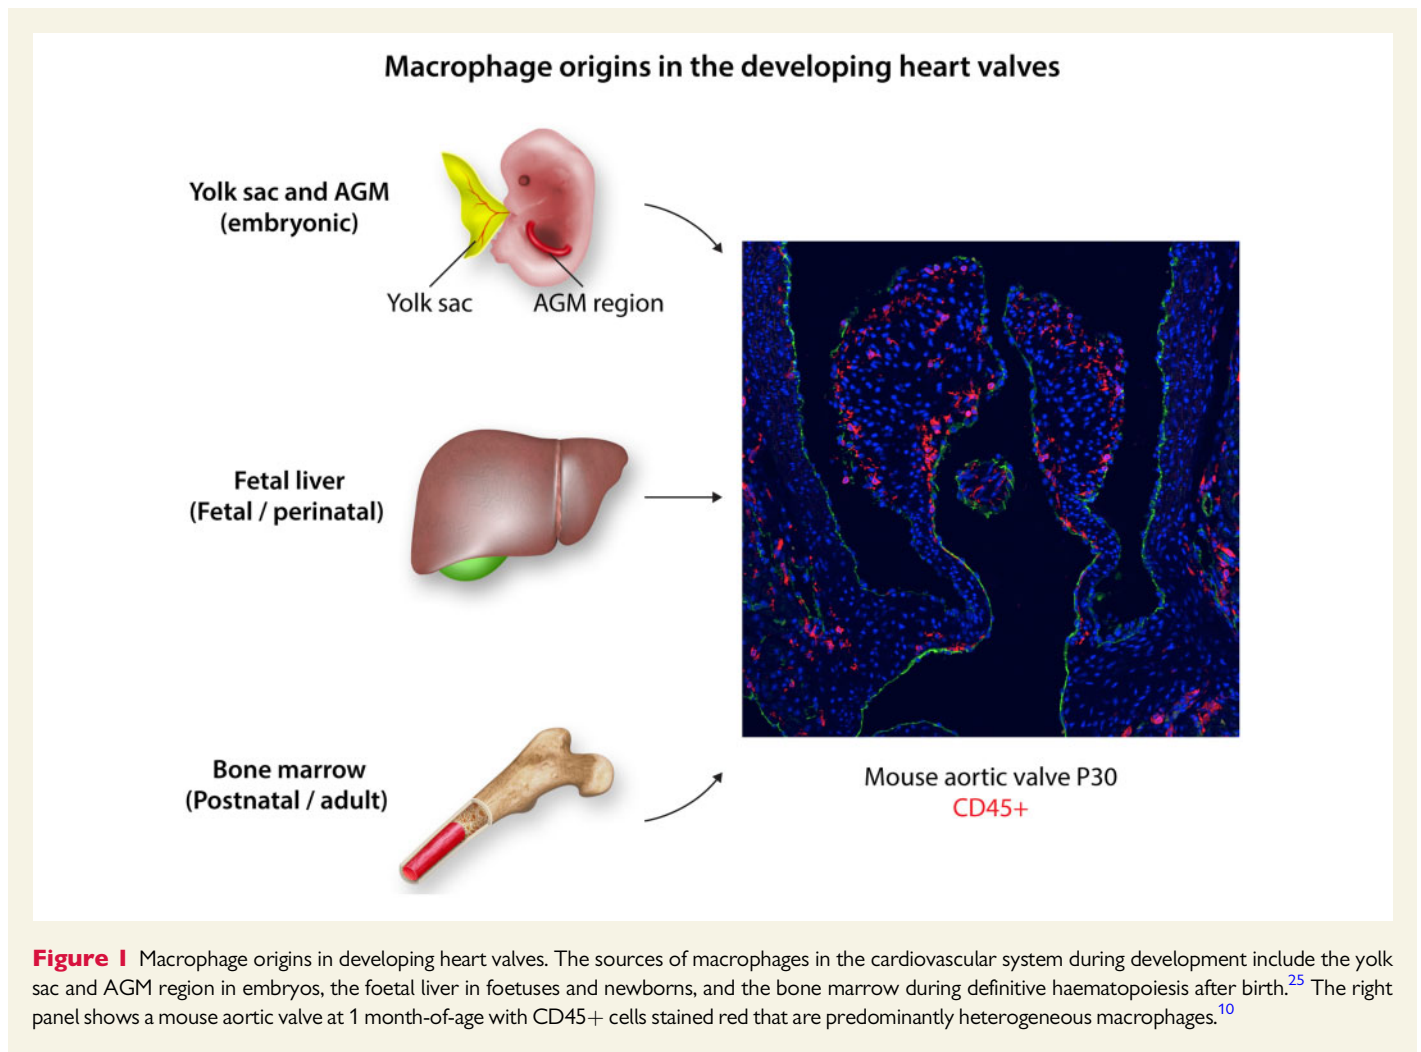 Macrophage origins in the developing heart valves
Yolk sac and AGM
(embryonic)
Yolk sac
AGM region
Fetal liver
(Fetal / perinatal)
Bone marrow
(Postnatal / adult)
Mouse aortic valve P30
CD45+
Figure 1 Macrophage origins in developing heart valves. The sources of macrophages in the cardiovascular system during development include the yolk
sac and AGM region in embryos, the foetal liver in foetuses and newborns, and the bone marrow during definitive haematopoiesis after birth.25 The right
panel shows a mouse aortic valve at 1 month-of-age with CD45+ cells stained red that are predominantly heterogeneous macrophages.10